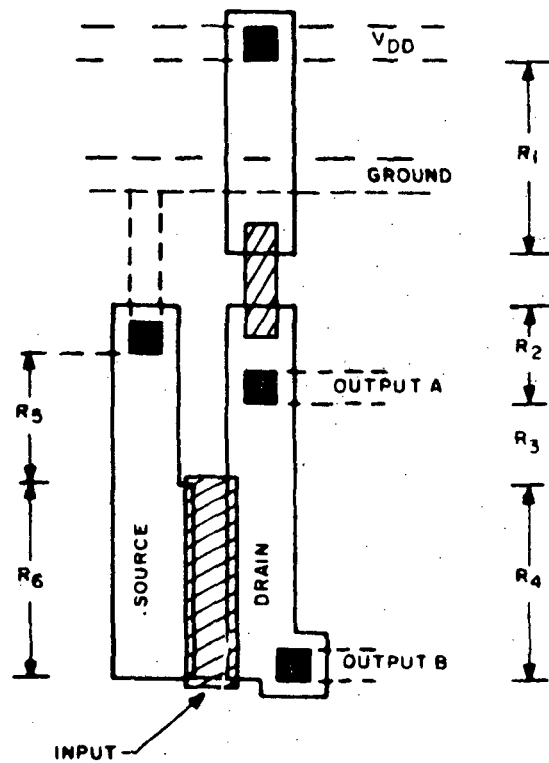 VDD
R1
GROUND
R2
OUTPUT A
R5
R3
R6
.SOURCE
DRAIN
R4
OUTPUT B
INPUT